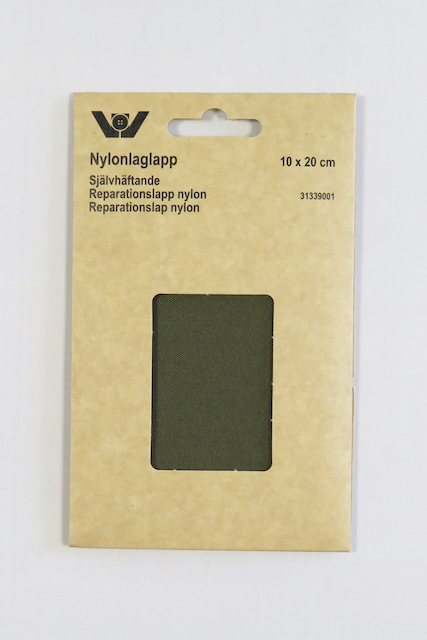 Nylonlaglapp 10 x 20 cm
Självhäftande
Reparationslapp nylon 31339001
Reparationslap nylon